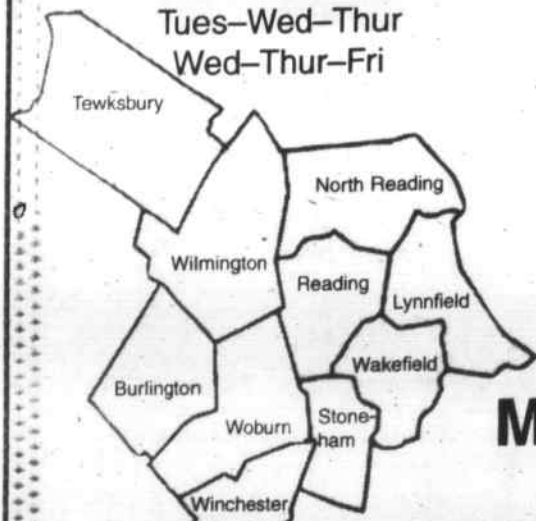 Tues–Wed–Thur
Wed–Thur–Fri
Tewksbury
North Reading
Wilmington
Reading
Lynnfield
Wakefield
Burlington
Woburn
Stone-
ham
M
Winchester